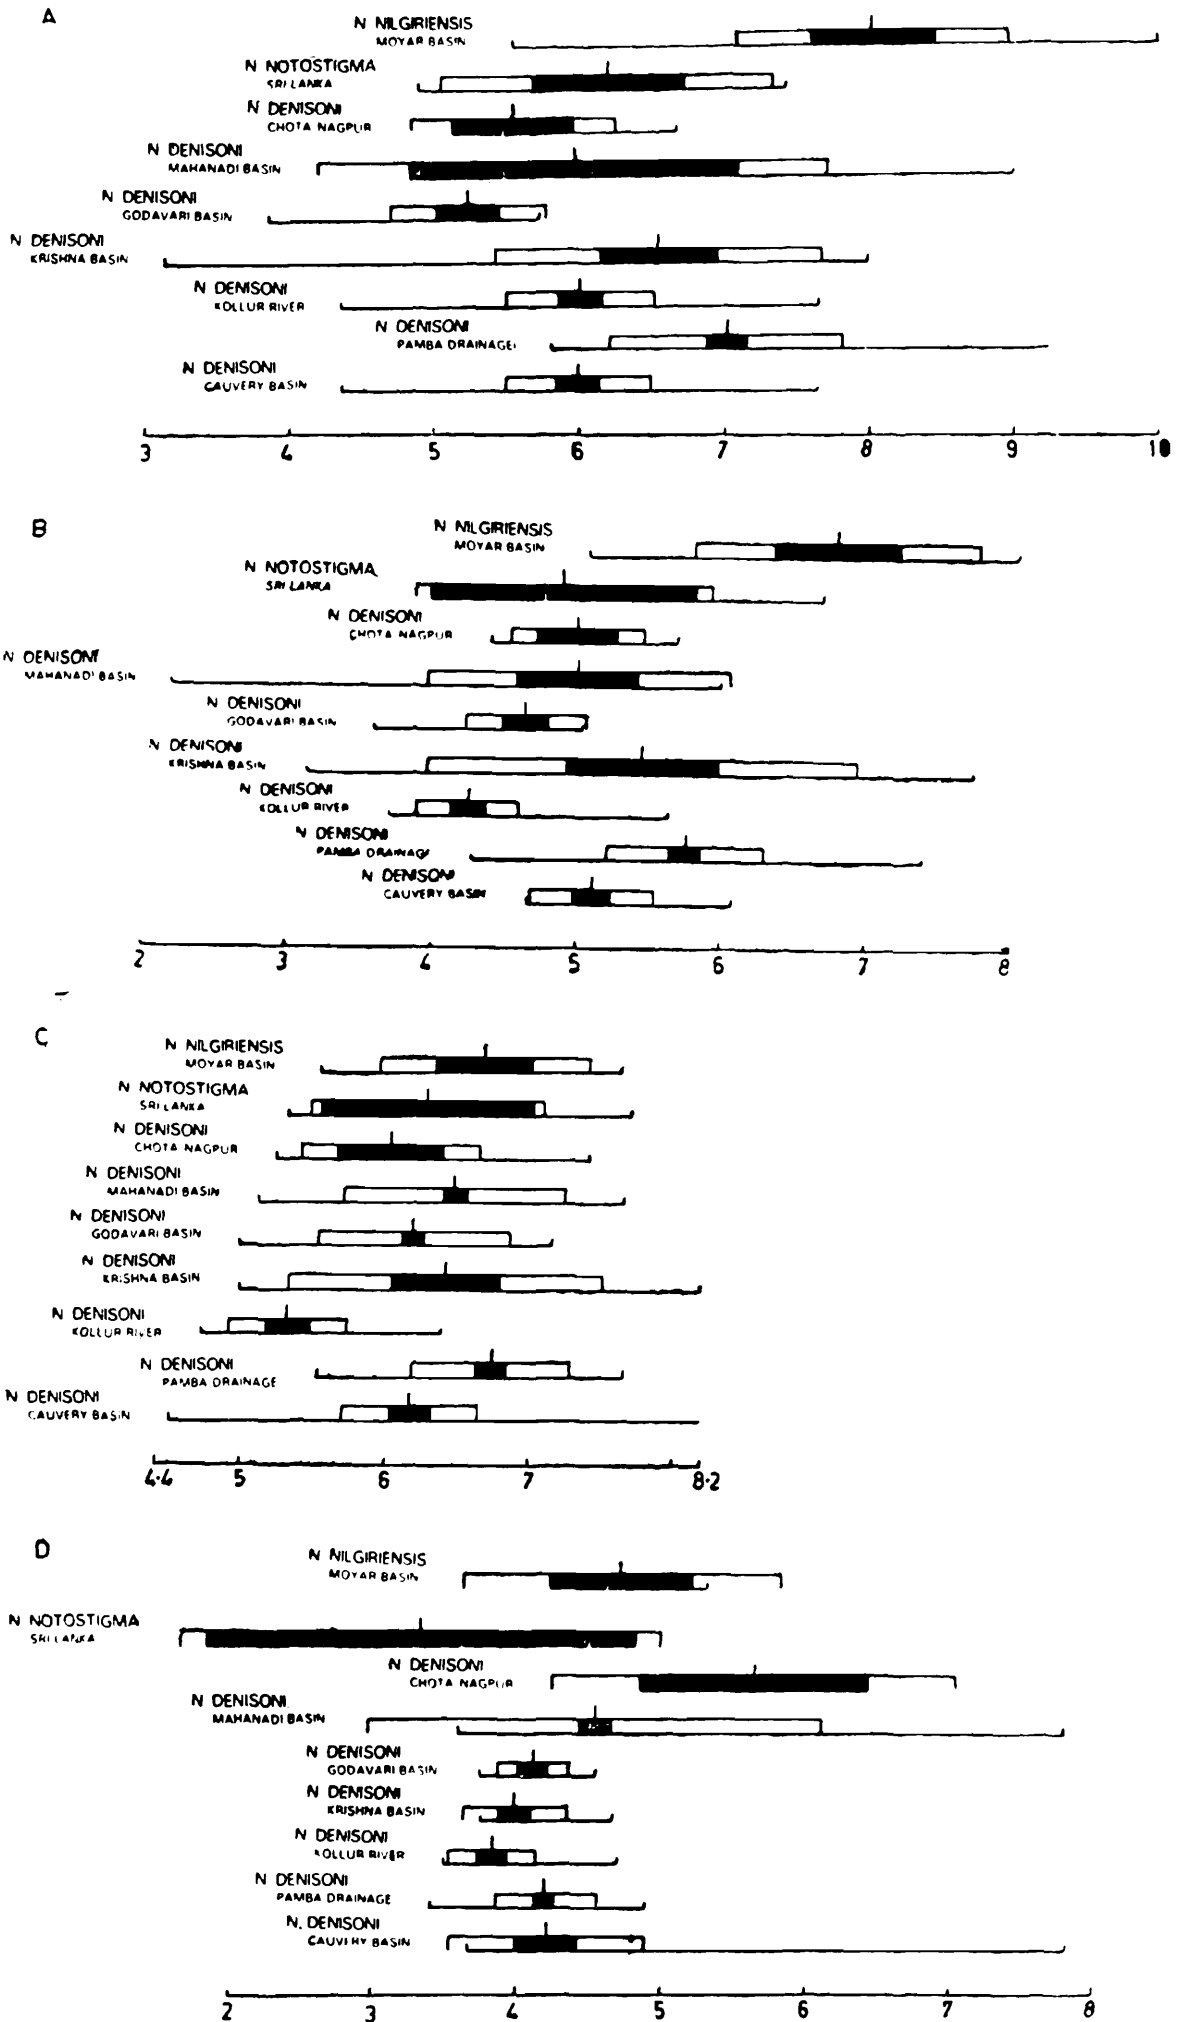 A
N NILGIRIENSIS
MOYAR BASIN
N NOTOSTIGMA
SRI LANKA
N DENISONI
CHOTA NAGPUR
N DENISONI
MAHANADI BASIN
N DENISONI
GODAVARI BASIN
N DENISONI
KRISHNA BASIN
N DENISONI
KOLLUR RIVER
N DENISONI
PAMBA DRAINAGE
N DENISONI
CAUVERY BASIN
3 4 5 6 7 8 9 10
B
N NILGIRIENSIS
MOYAR BASIN
N NOTOSTIGMA
SRI LANKA
N DENISONI
CHOTA NAGPUR
N DENISONI
MAHANADI BASIN
N DENISONI
GODAVARI BASIN
N DENISONI
KRISHNA BASIN
N DENISONI
KOLLUR RIVER
N DENISONI
PAMBA DRAINAGE
N DENISONI
CAUVERY BASIN
2 3 4 5 6 7 8
C
N NILGIRIENSIS
MOYAR BASIN
N NOTOSTIGMA
SRI LANKA
N DENISONI
CHOTA NAGPUR
N DENISONI
MAHANADI BASIN
N DENISONI
GODAVARI BASIN
N DENISONI
KRISHNA BASIN
N DENISONI
KOLLUR RIVER
N DENISONI
PAMBA DRAINAGE
N DENISONI
CAUVERY BASIN
4·4 5 6 7 8·2
D
N NILGIRIENSIS
MOYAR BASIN
N NOTOSTIGMA
SRI LANKA
N DENISONI
CHOTA NAGPUR
N DENISONI
MAHANADI BASIN
N DENISONI
GODAVARI BASIN
N DENISONI
KRISHNA BASIN
N DENISONI
KOLLUR RIVER
N DENISONI
PAMBA DRAINAGE
N. DENISONI
CAUVERY BASIN
2 3 4 5 6 7 8